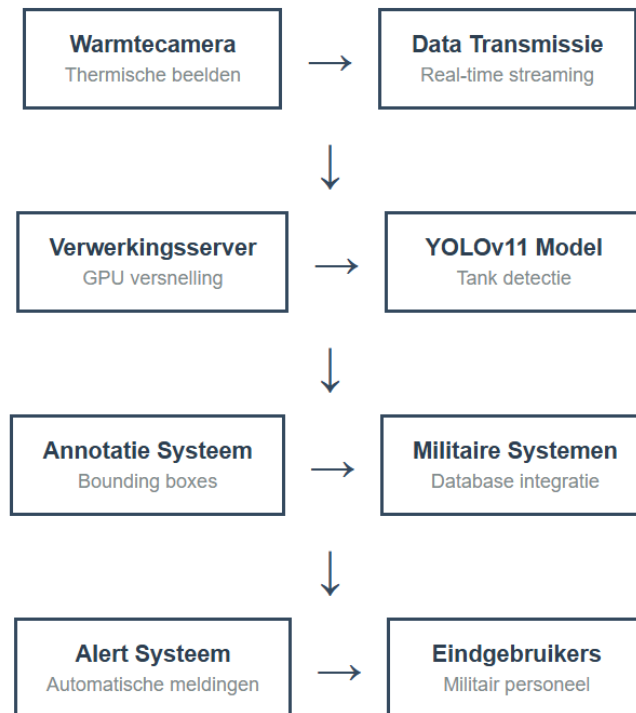 Warmtecamera
Thermische beelden
Data Transmissie
Real-time streaming
Verwerkingsserver
GPU versnelling
YOLOv11 Model
Tank detectie
Annotatie Systeem
Bounding boxes
Militaire Systemen
Database integratie
Alert Systeem
Automatische meldingen
Eindgebruikers
Militair personeel